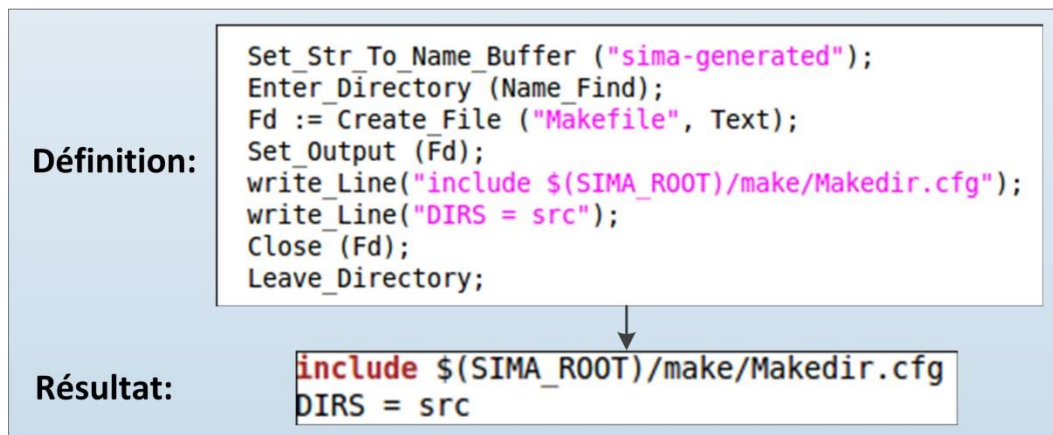 Définition:
Set_Str_To_Name_Buffer ("sima-generated");
Enter_Directory (Name_Find);
Fd := Create_File ("Makefile", Text);
Set_Output (Fd);
write_Line("include $(SIMA_ROOT)/make/Makedir.cfg");
write_Line("DIRS = src");
Close (Fd);
Leave_Directory;
Résultat:
include $(SIMA_ROOT)/make/Makedir.cfg
DIRS = src